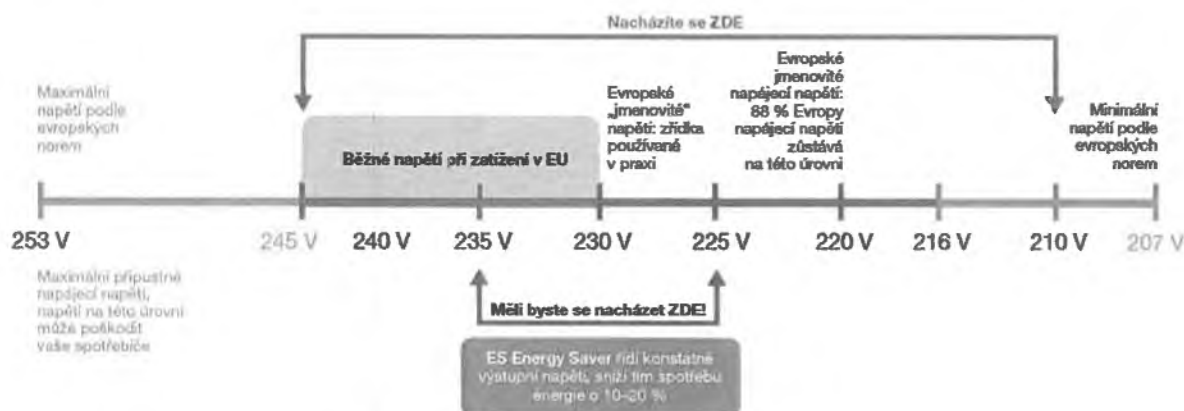 Nacházíte se ZDE
Maximální
napětí podle
evropských
norem
Běžné napětí při zatížení v EU
Evropské
„jmenovité“
napětí: zřídka
používané
v praxi
Evropské
jmenovité
napájecí napětí:
88 % Evropy
napájecí napětí
zůstává
na této úrovni
Minimální
napětí podle
evropských
norem
253 V
245 V
240 V
235 V
230 V
225 V
220 V
216 V
210 V
207 V
Maximální přípustné
napájecí napětí,
napětí na této úrovni
může poškodit
vaše spotřebiče
Měli byste se nacházet ZDE!
ES Energy Saver řídí konstatně
výstupní napětí, sníží tím spotřebu
energie o 10–20 %